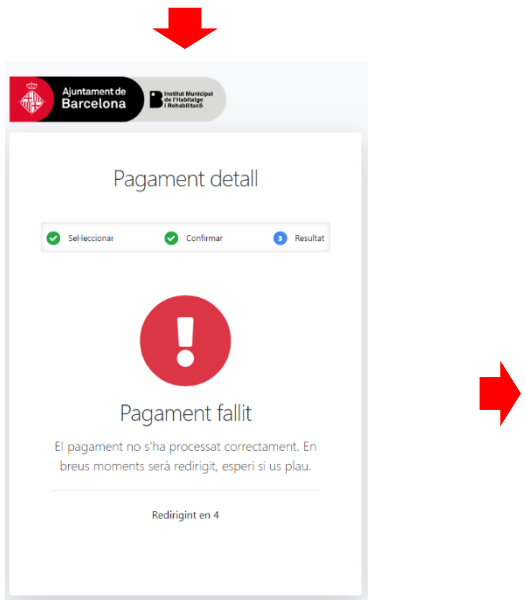 Ajuntament de
Barcelona
Institut Municipal
de l'Habitatge
i Rehabilitació
Pagament detall
Sel·leccionar
Confirmar
3 Resultat
Pagament fallit
El pagament no s'ha processat correctament. En
breus moments serà redirigit, esperi si us plau.
Redirigint en 4